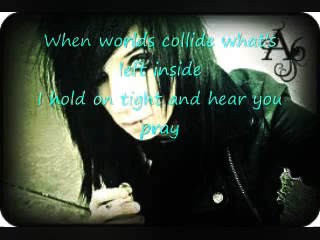 When worlds collide what's
left inside
I hold on tight and hear you
pray